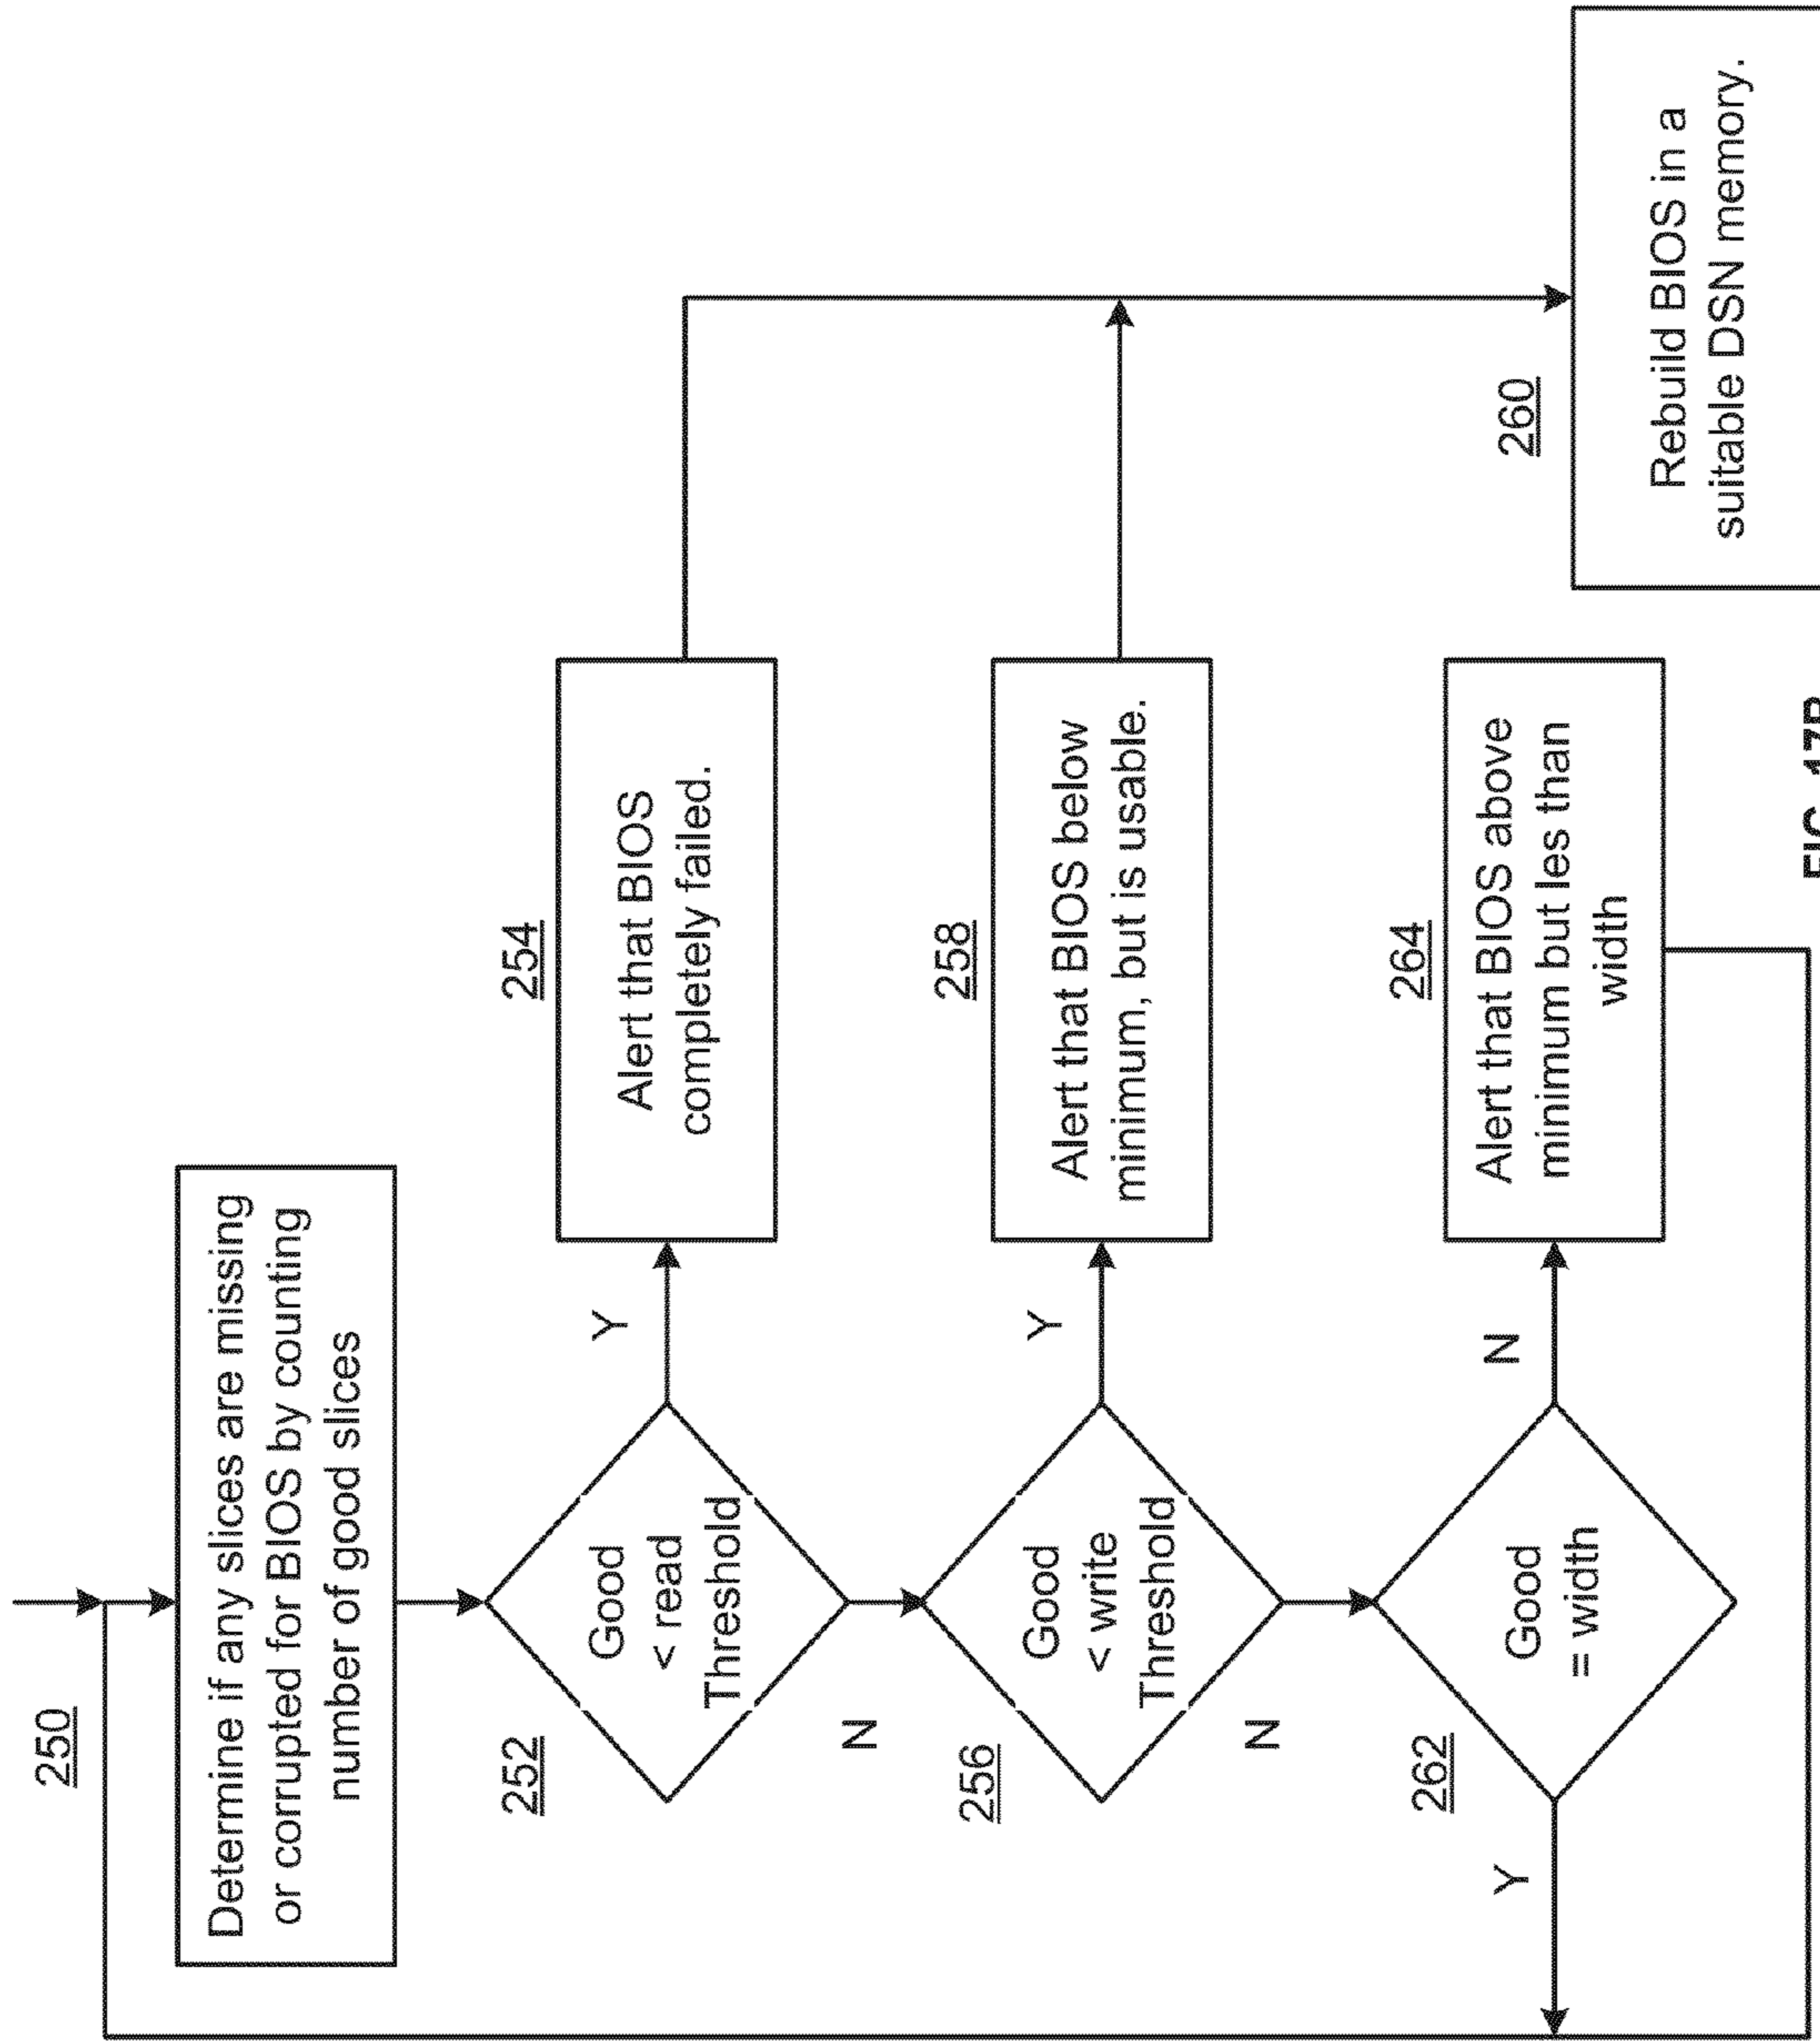 250
Determine if any slices are missing
or corrupted for BIOS by counting
number of good slices
252
Good
< read
Threshold
Y
N
254
Alert that BIOS
completely failed.
256
Good
< write
Threshold
Y
N
258
Alert that BIOS below
minimum, but is usable.
260
Rebuild BIOS in a
suitable DSN memory.
262
Good
= width
Y
N
264
Alert that BIOS above
minimum but less than
width
FIG. 17B